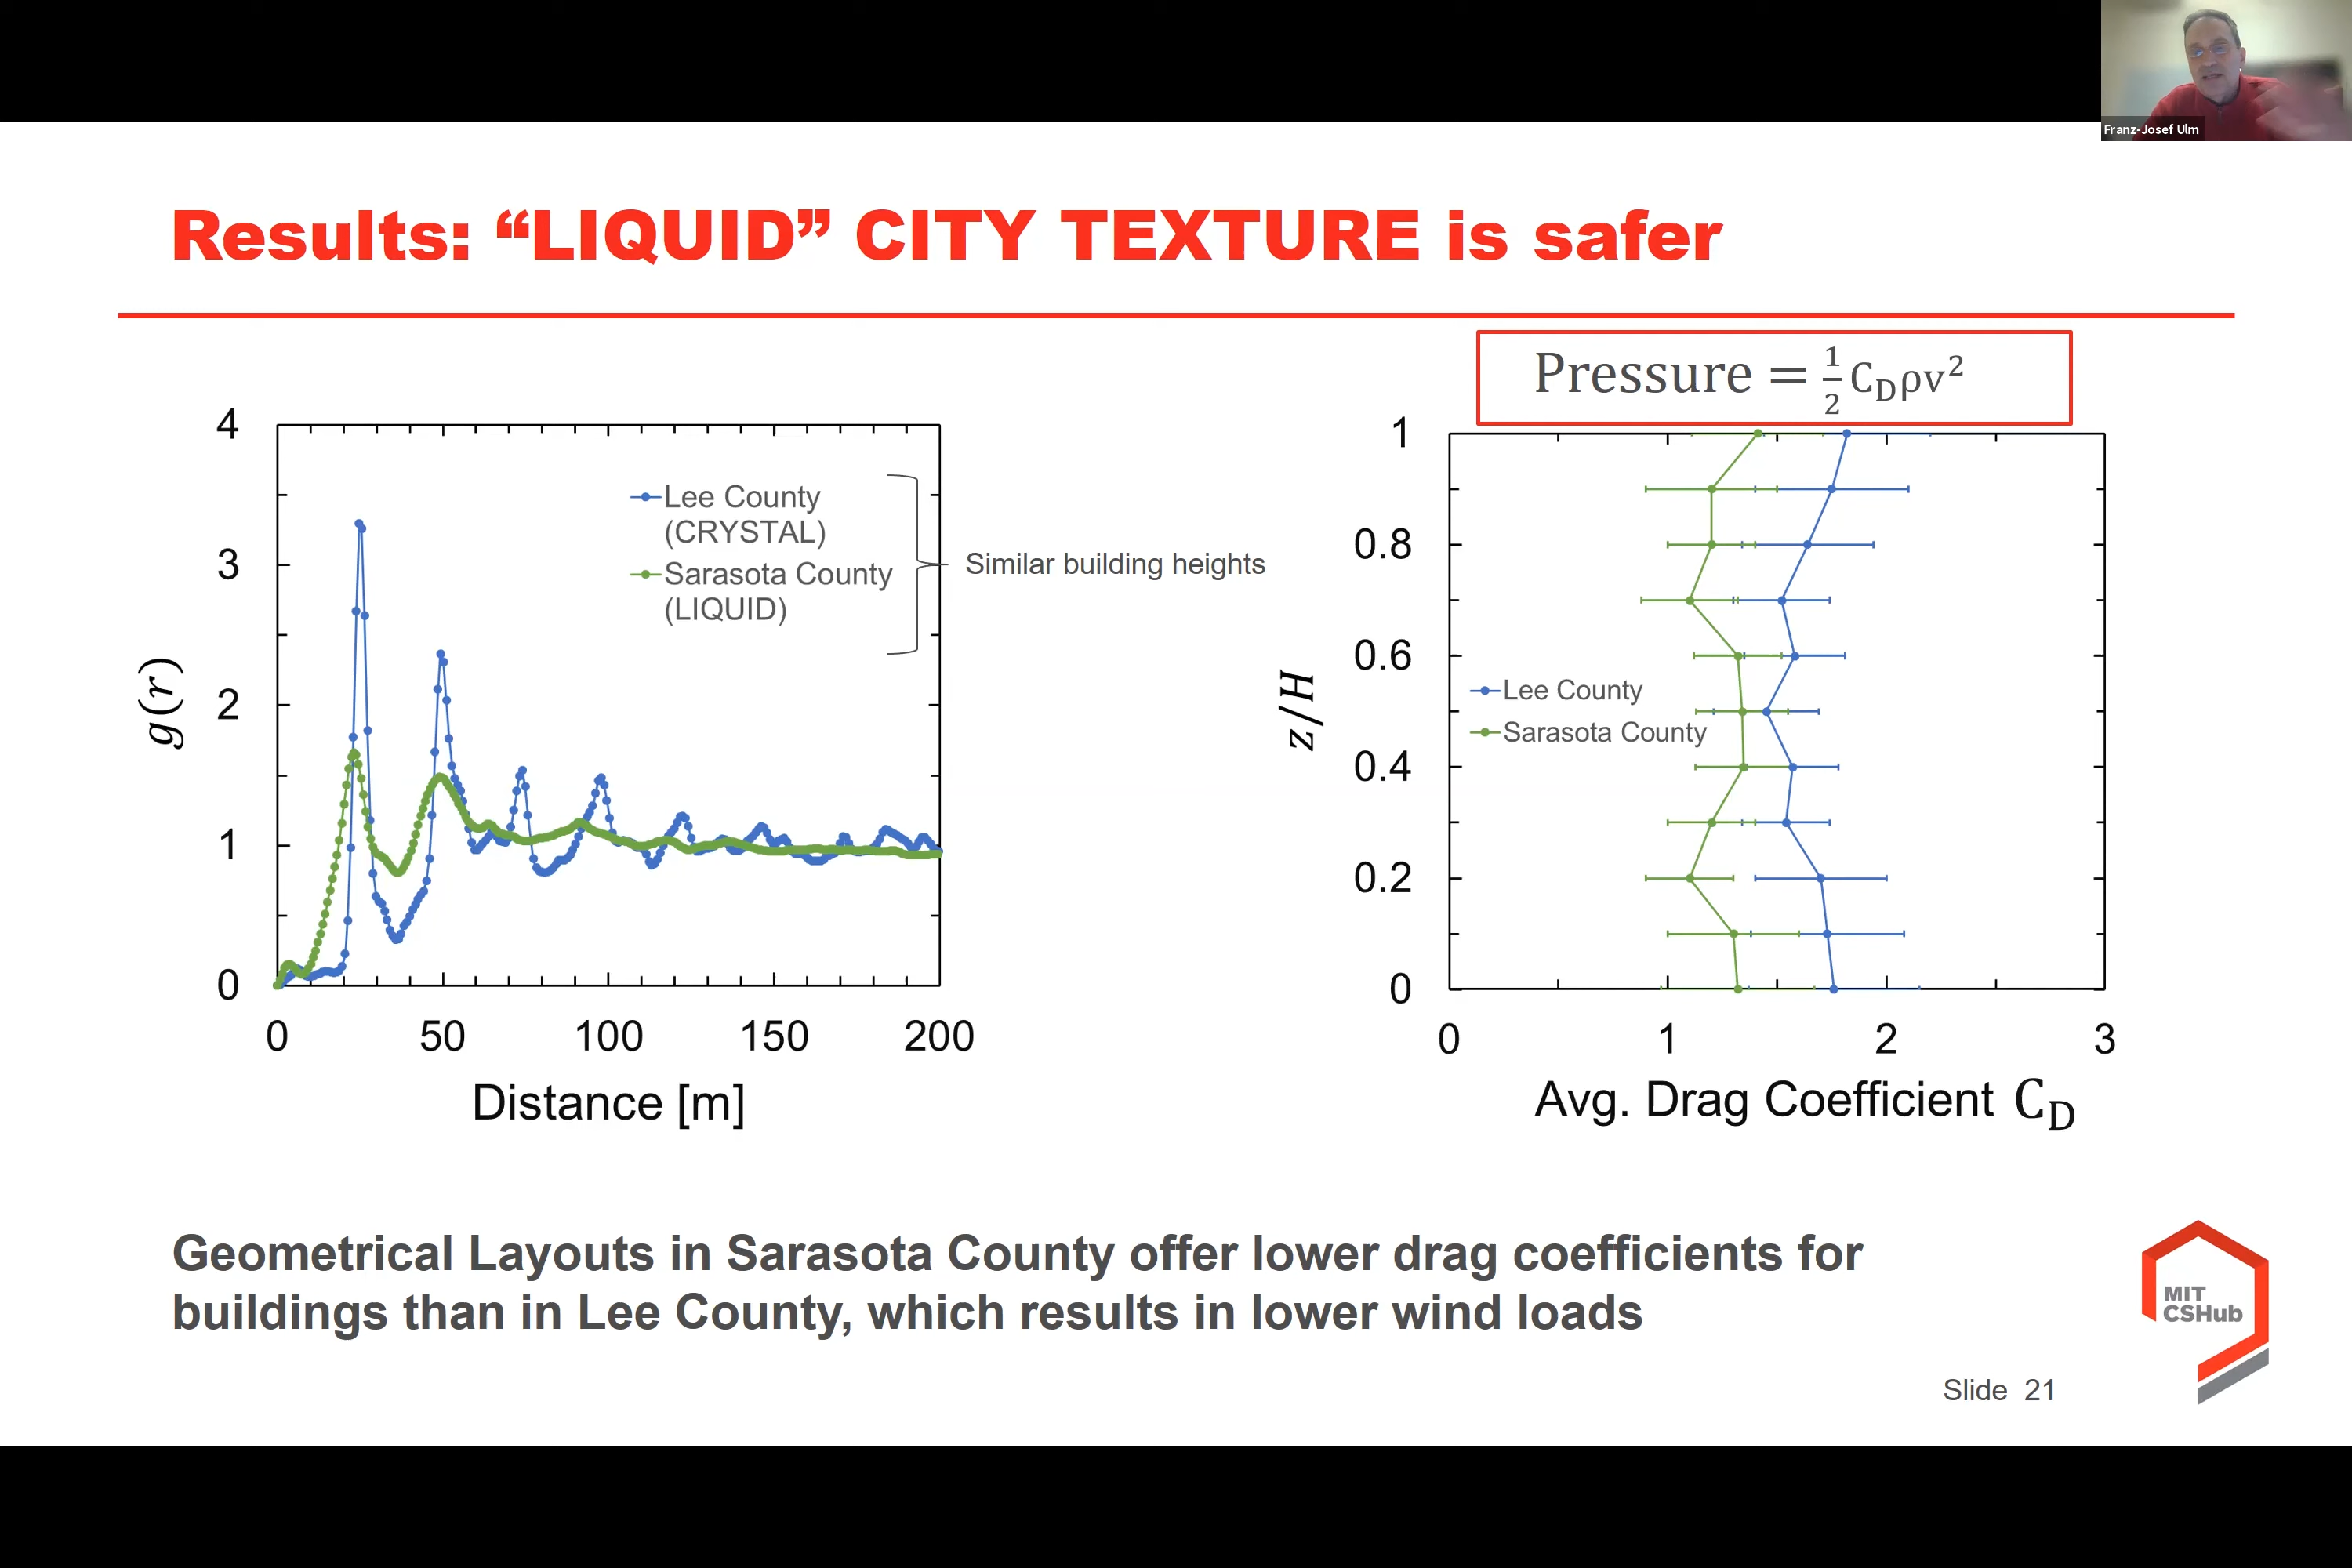 Franz-Josef Ulm
Results: “LIQUID” CITY TEXTURE is safer
Pressure = 1/2 C_Dρv²
4
3
2
1
0
g(r)
Lee County
(CRYSTAL)
Sarasota County
(LIQUID)
Similar building heights
0 50 100 150 200
Distance [m]
1
0.8
0.6
0.4
0.2
0
z/H
Lee County
Sarasota County
0 1 2 3
Avg. Drag Coefficient C_D
Geometrical Layouts in Sarasota County offer lower drag coefficients for
buildings than in Lee County, which results in lower wind loads
MIT
CSHub
Slide 21